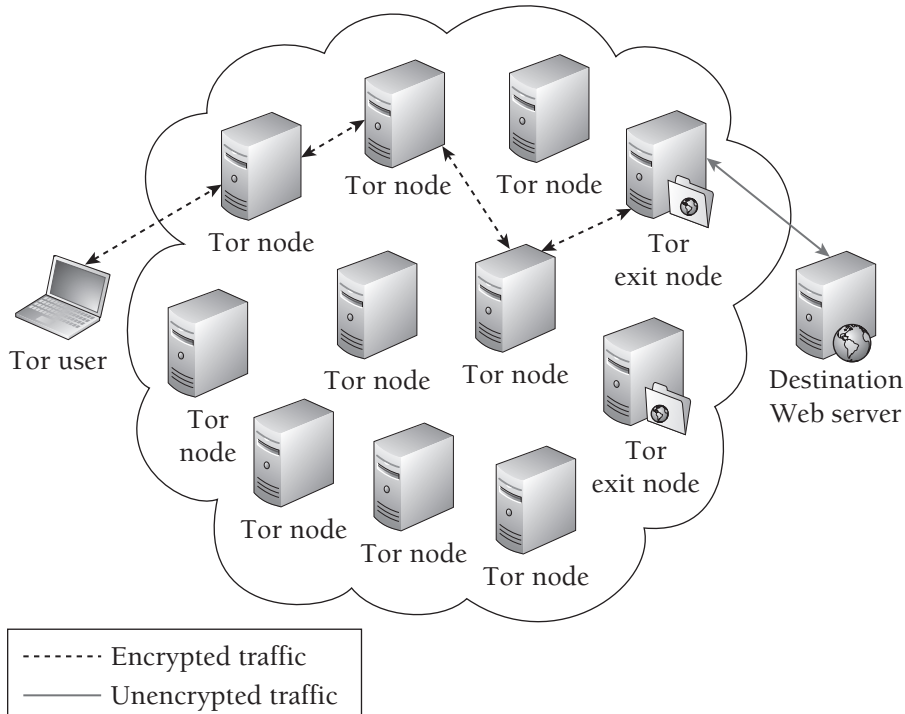 Tor node
Tor node
Tor node
Tor
exit node
Tor user
Tor
node
Tor node
Tor node
Tor
exit node
Destination
Web server
Tor node
Tor node
Tor node
Encrypted traffic
Unencrypted traffic